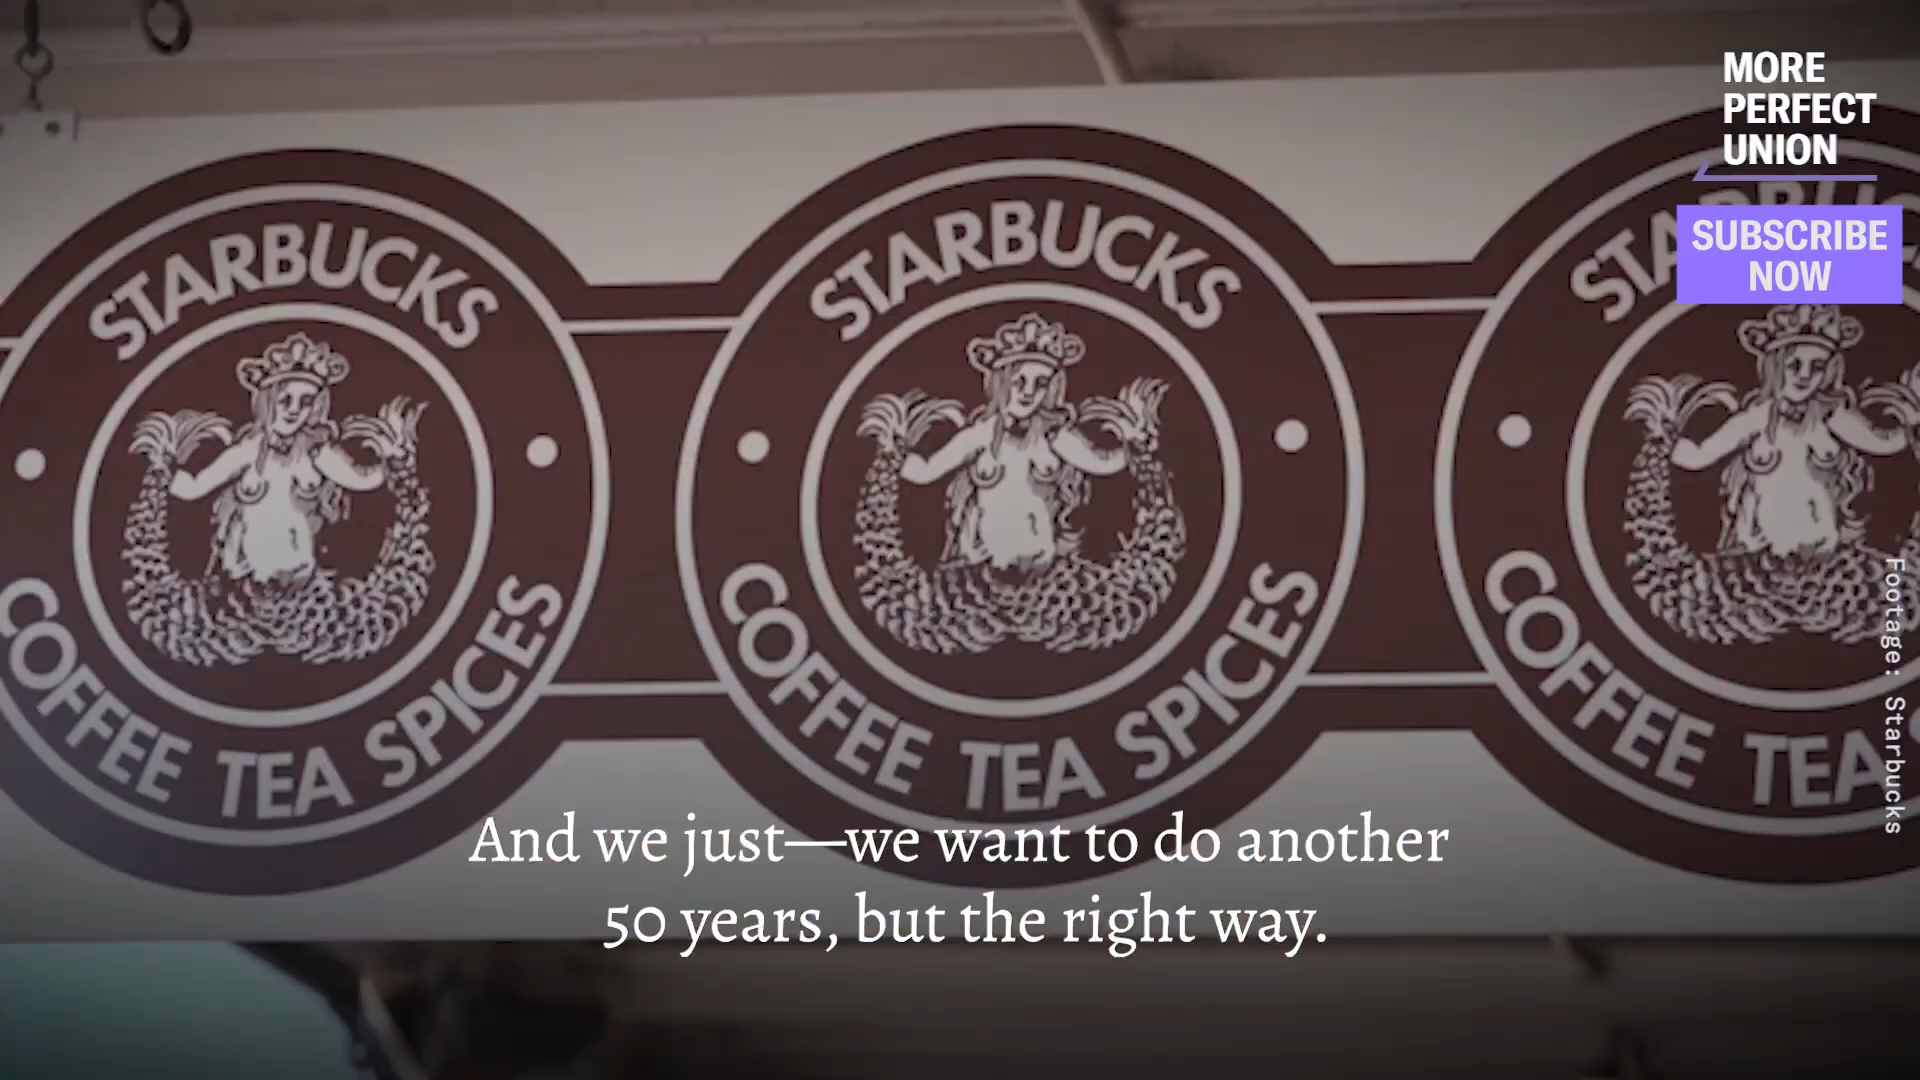 MORE
PERFECT
UNION
SUBSCRIBE
NOW
STARBUCKS
COFFEE TEA SPICES
STARBUCKS
COFFEE TEA SPICES
COFFEE TEA
Footage: Starbucks
And we just—we want to do another
50 years, but the right way.